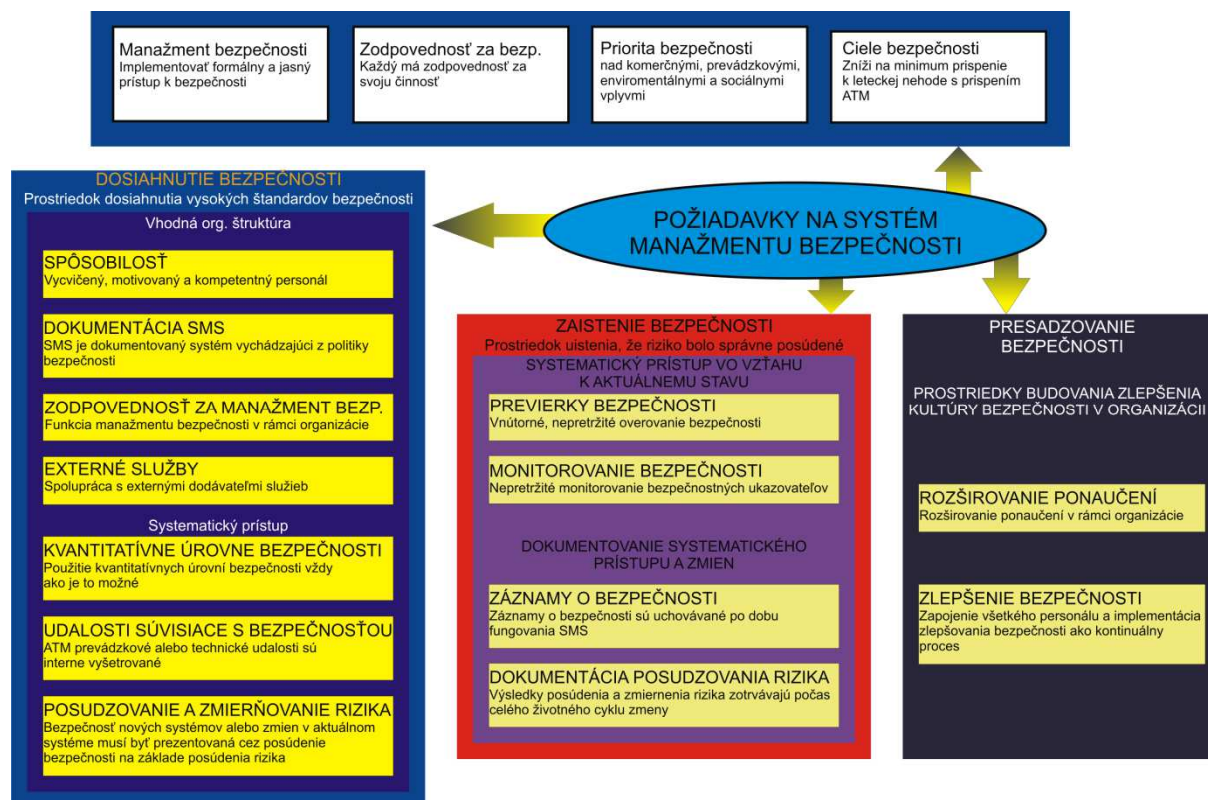 Manažment bezpečnosti
Implementovať formálny a jasný
prístup k bezpečnosti
Zodpovednosť za bezp.
Každý má zodpovednosť za
svoju činnosť
Priorita bezpečnosti
nad komerčnými, prevádzkovými,
enviromentálnymi a sociálnymi
vplyvmi
Ciele bezpečnosti
Zníži na minimum prispenie
k leteckej nehode s prispením
ATM
POŽIADAVKY NA SYSTÉM
MANAŽMENTU BEZPEČNOSTI
DOSIAHNUTIE BEZPEČNOSTI
Prostriedok dosiahnutia vysokých štandardov bezpečnosti
Vhodná org. štruktúra
SPÔSOBILOSŤ
Vycvičený, motivovaný a kompetentný personál
DOKUMENTÁCIA SMS
SMS je dokumentovaný systém vychádzajúci z politiky
bezpečnosti
ZODPOVEDNOSŤ ZA MANAŽMENT BEZP.
Funkcia manažmentu bezpečnosti v rámci organizácie
EXTERNÉ SLUŽBY
Spolupráca s externými dodávateľmi služieb
Systematický prístup
KVANTITATÍVNE ÚROVNE BEZPEČNOSTI
Použitie kvantitatívnych úrovní bezpečnosti vždy
ako je to možné
UDALOSTI SÚVISIACE S BEZPEČNOSŤOU
ATM prevádzkové alebo technické udalosti sú
interne vyšetrované
POSUDZOVANIE A ZMIERŇOVANIE RIZIKA
Bezpečnosť nových systémov alebo zmien v aktuálnom
systéme musí byť prezentovaná cez posúdenie
bezpečnosti na základe posúdenia rizika
ZAISTENIE BEZPEČNOSTI
Prostriedok uistenia, že riziko bolo správne posúdené
SYSTEMATICKÝ PRÍSTUP VO VZŤAHU
K AKTUÁLNEMU STAVU
PREVIERKY BEZPEČNOSTI
Vnútorné, nepretržité overovanie bezpečnosti
MONITOROVANIE BEZPEČNOSTI
Nepretržité monitorovanie bezpečnostných ukazovateľov
DOKUMENTOVANIE SYSTEMATICKÉHO
PRÍSTUPU A ZMIEN
ZÁZNAMY O BEZPEČNOSTI
Záznamy o bezpečnosti sú uchovávané po dobu
fungovania SMS
DOKUMENTÁCIA POSUDZOVANIA RIZIKA
Výsledky posúdenia a zmiernenia rizika zotrvávajú počas
celého životného cyklu zmeny
PRESADZOVANIE
BEZPEČNOSTI
PROSTRIEDKY BUDOVANIA ZLEPŠENIA
KULTÚRY BEZPEČNOSTI V ORGANIZÁCII
ROZŠIROVANIE PONAUČENÍ
Rozširovanie ponaučení v rámci organizácie
ZLEPŠENIE BEZPEČNOSTI
Zapojenie všetkého personálu a implementácia
zlepšovania bezpečnosti ako kontinuálny
proces